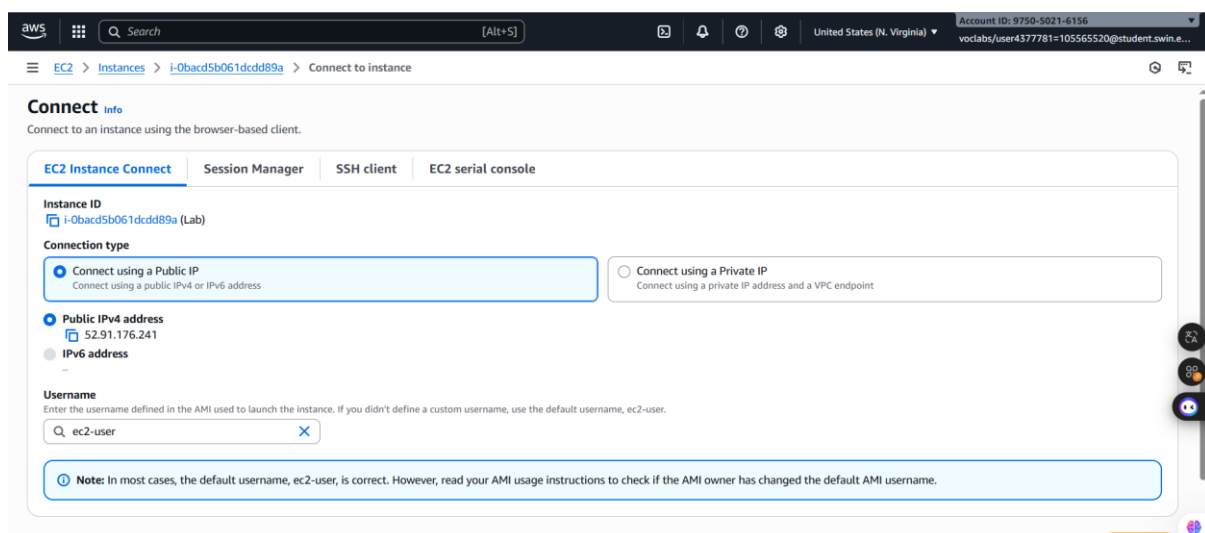 aws
Search [Alt+S]
United States (N. Virginia)
Account ID: 9750-5021-6156
voclabs/user4377781=105565520@student.swin.e...
EC2 > Instances > i-0bacd5b061dcdd89a > Connect to instance
Connect Info
Connect to an instance using the browser-based client.
EC2 Instance Connect Session Manager SSH client EC2 serial console
Instance ID
i-0bacd5b061dcdd89a (Lab)
Connection type
Connect using a Public IP
Connect using a public IPv4 or IPv6 address
Connect using a Private IP
Connect using a private IP address and a VPC endpoint
Public IPv4 address
52.91.176.241
IPv6 address
–
Username
Enter the username defined in the AMI used to launch the instance. If you didn't define a custom username, use the default username, ec2-user.
ec2-user
Note: In most cases, the default username, ec2-user, is correct. However, read your AMI usage instructions to check if the AMI owner has changed the default AMI username.